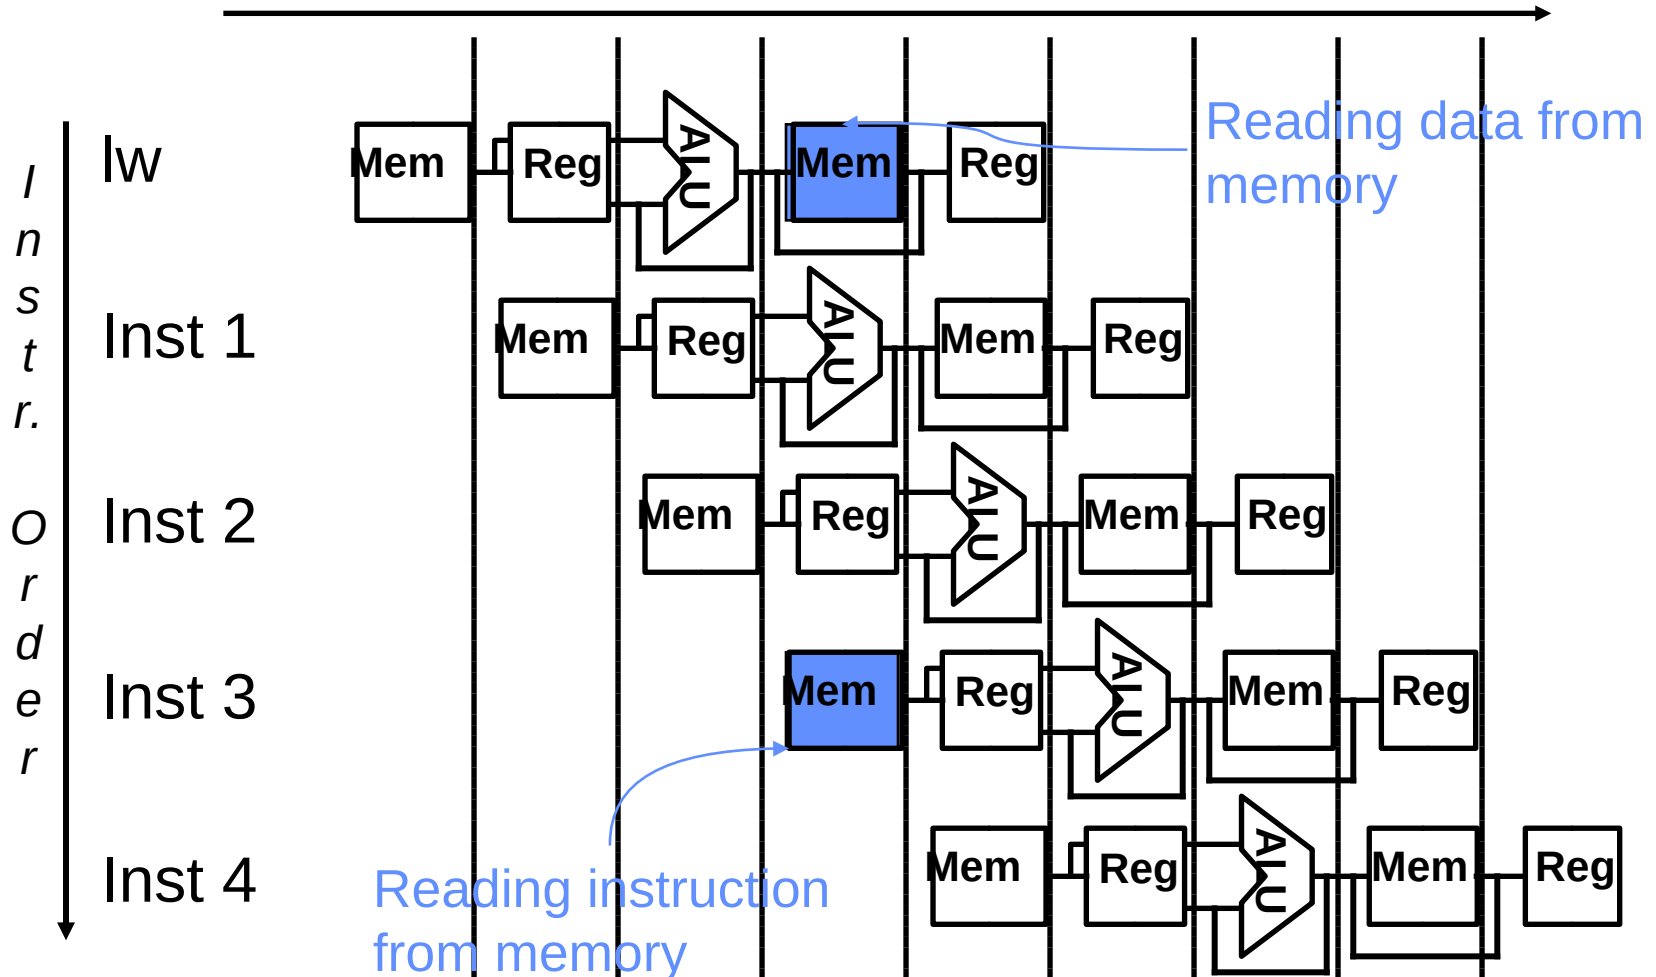 I
n
s
t
r.
O
r
d
e
r
lw
Mem Reg ALU Mem Reg
Reading data from
memory
Inst 1
Mem Reg ALU Mem Reg
Inst 2
Mem Reg ALU Mem Reg
Inst 3
Mem Reg ALU Mem Reg
Inst 4
Mem Reg ALU Mem Reg
Reading instruction
from memory